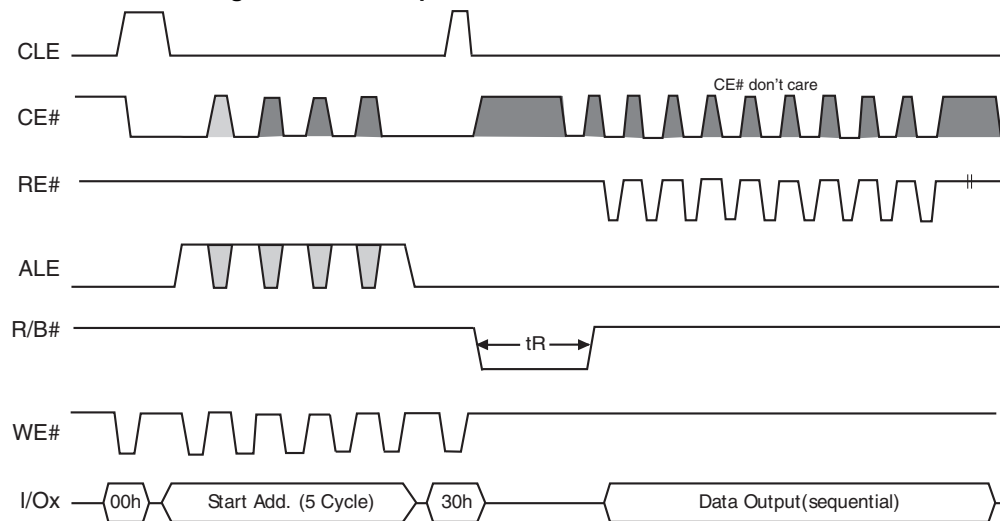 CLE
CE# don't care
CE#
RE#
ALE
R/B#
tR
WE#
I/Ox
00h
Start Add. (5 Cycle)
30h
Data Output(sequential)